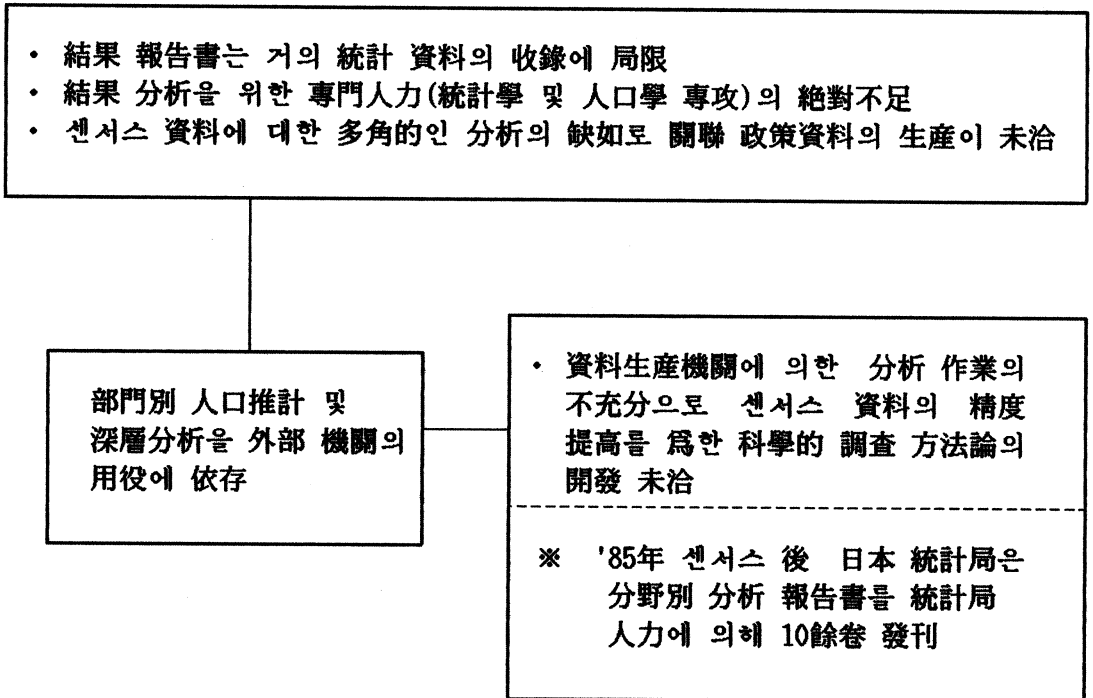 · 結果 報告書는 거의 統計 資料의 收錄에 局限
· 結果 分析을 위한 專門人力(統計學 및 人口學 專攻)의 絶對不足
· 센서스 資料에 대한 多角的인 分析의 缺如로 關聯 政策資料의 生産이 未洽
部門別 人口推計 및
深層分析을 外部 機關의
用役에 依存
· 資料生産機關에 의한 分析 作業의
不充分으로 센서스 資料의 精度
提高를 爲한 科學的 調査 方法論의
開發 未洽
※ '85年 센서스 後 日本 統計局은
分野別 分析 報告書를 統計局
人力에 의해 10餘卷 發刊